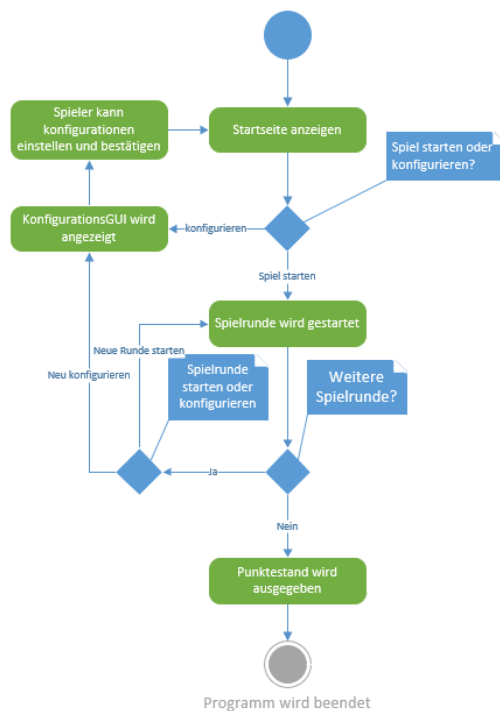 Spieler kann
konfigurationen
einstellen und bestätigen
Startseite anzeigen
Spiel starten oder
konfigurieren?
KonfigurationsGUI wird
angezeigt
konfigurieren
Spiel starten
Spielrunde wird gestartet
Neue Runde starten
Neu konfigurieren
Spielrunde
starten oder
konfigurieren
Weitere
Spielrunde?
Ja
Nein
Punktestand wird
ausgegeben
Programm wird beendet